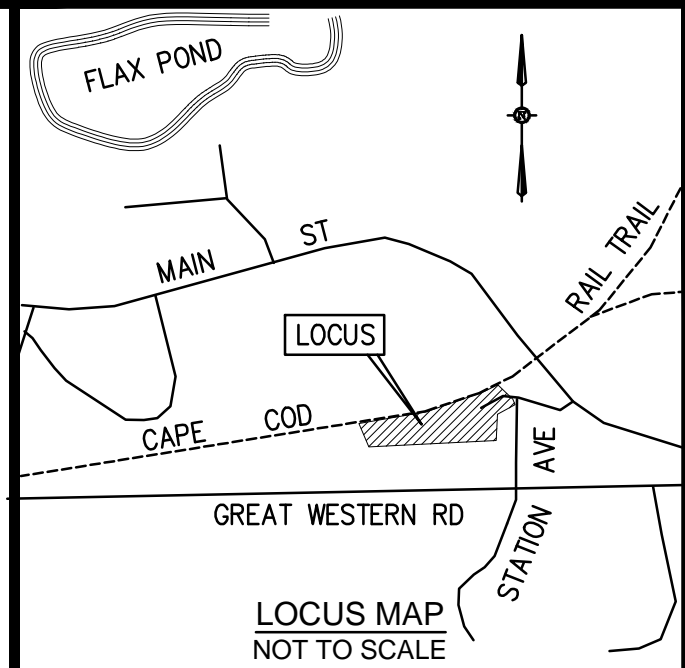 FLAX POND
N
MAIN ST
RAIL TRAIL
LOCUS
CAPE COD
GREAT WESTERN RD
STATION AVE
LOCUS MAP
NOT TO SCALE